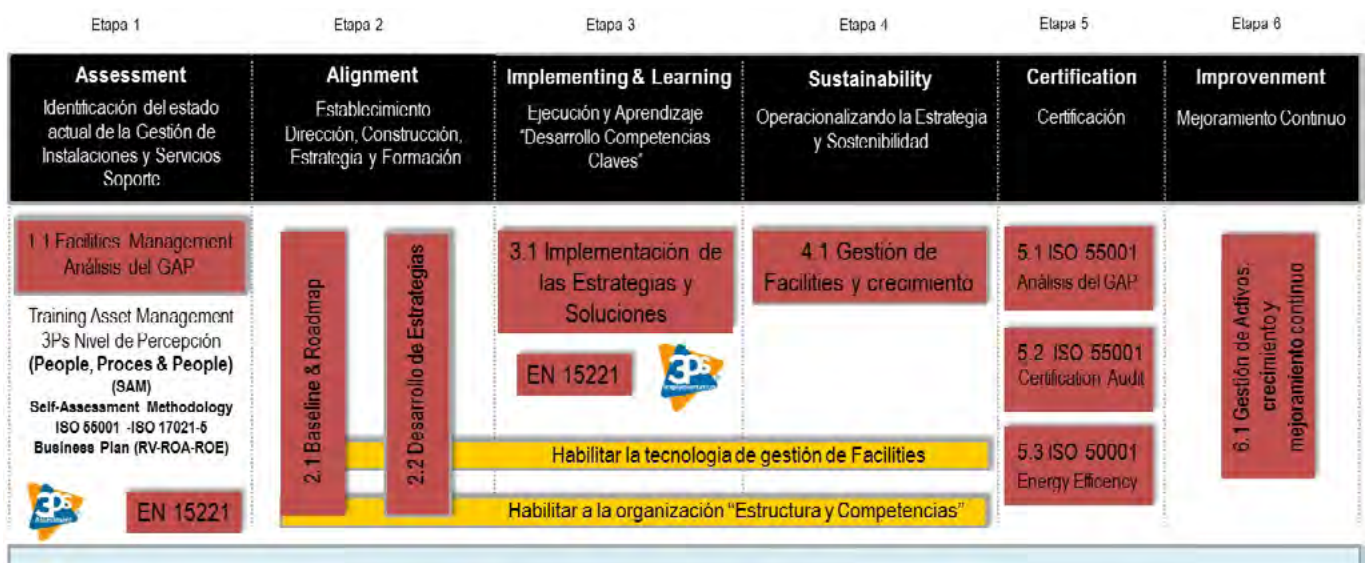 Etapa 1
Etapa 2
Etapa 3
Etapa 4
Etapa 5
Etapa 6
Assessment
Identificación del estado
actual de la Gestión de
Instalaciones y Servicios
Soporte
Alignment
Establecimiento
Dirección, Construcción,
Estrategia y Formación
Implementing & Learning
Ejecución y Aprendizaje
"Desarrollo Competencias
Claves"
Sustainability
Operacionalizando la Estrategia
y Sostenibilidad
Certification
Certificación
Improvenment
Mejoramiento Continuo
1.1 Facilities Management
Análisis del GAP
Training Asset Management
3Ps Nivel de Percepción
(People, Proces & People)
(SAM)
Self-Assessment Methodology
ISO 55001 -ISO 17021-5
Business Plan (RV-ROA-ROE)
3Ps
EN 15221
2.1 Baseline & Roadmap
2.2 Desarrollo de Estrategias
3.1 Implementación de
las Estrategias y
Soluciones
EN 15221
3Ps
4.1 Gestión de
Facilities y crecimiento
Habilitar la tecnología de gestión de Facilities
Habilitar a la organización "Estructura y Competencias"
5.1 ISO 55001
Análisis del GAP
5.2 ISO 55001
Certification Audit
5.3 ISO 50001
Energy Efficency
6.1 Gestión de Activos,
crecimiento y
mejoramiento continuo